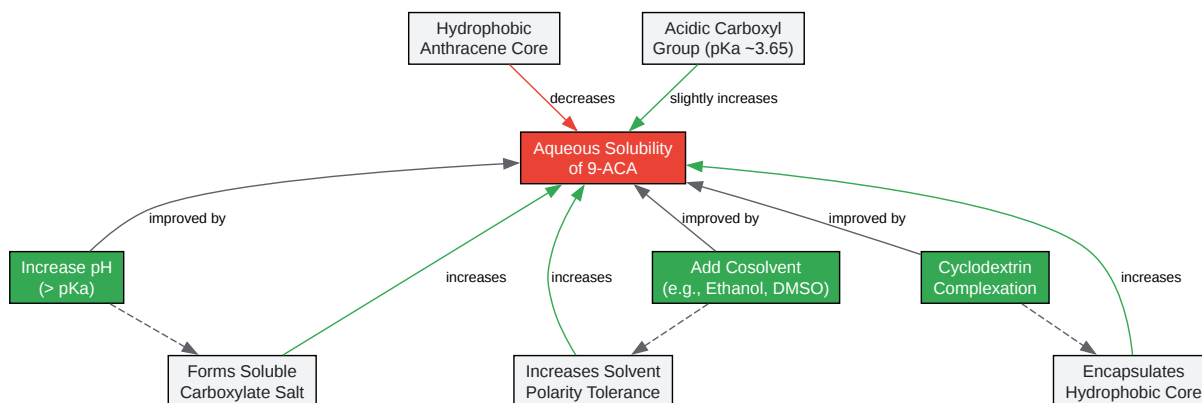 Hydrophobic
Anthracene Core
Acidic Carboxyl
Group (pKa ~3.65)
decreases
slightly increases
Aqueous Solubility
of 9-ACA
improved by
improved by
improved by
Increase pH
(> pKa)
increases
increases
Add Cosolvent
(e.g., Ethanol, DMSO)
Cyclodextrin
Complexation
increases
Forms Soluble
Carboxylate Salt
Increases Solvent
Polarity Tolerance
Encapsulates
Hydrophobic Core